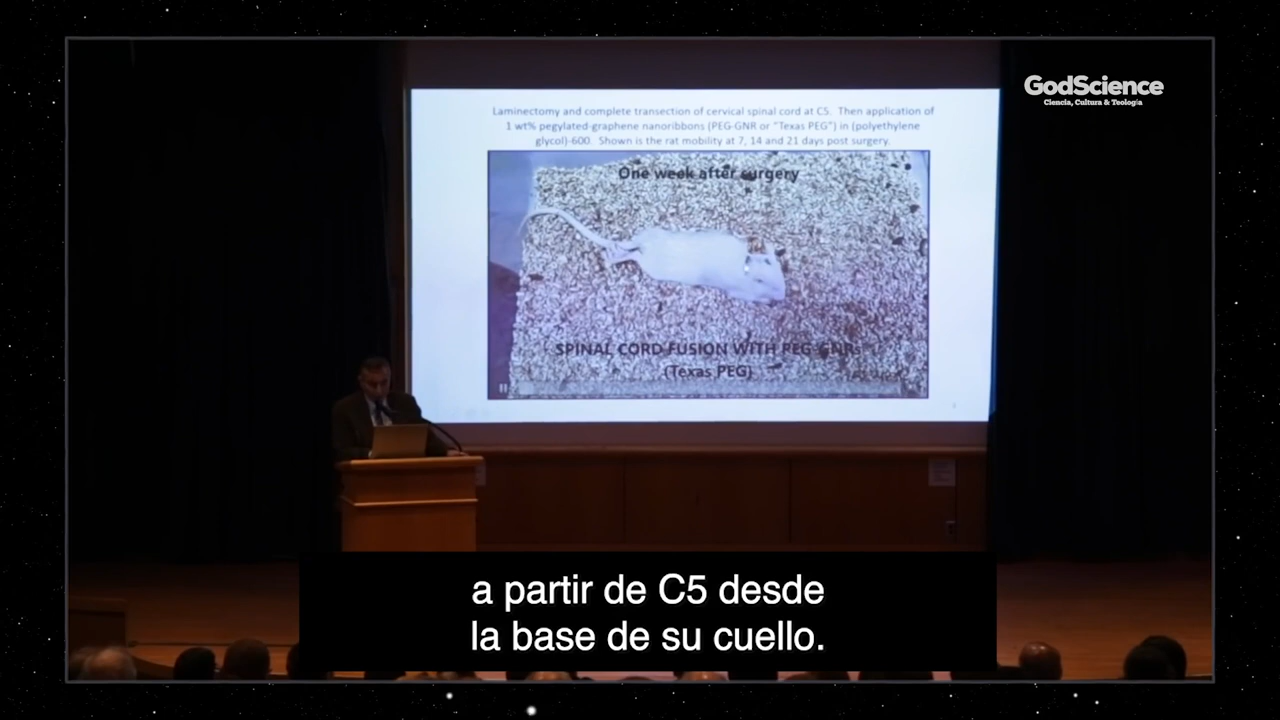 GodScience
Ciencia, Cultura & Teología
Laminectomy and complete transection of cervical spinal cord at C5. Then application of
1 wt% pegylated-graphene nanoribbons (PEG-GNR or "Texas PEG") in (polyethylene
glycol)-600. Shown is the rat mobility at 7, 14 and 21 days post surgery.
One week after surgery
SPINAL CORD FUSION WITH PEG-GNRs
(Texas PEG)
a partir de C5 desde
la base de su cuello.